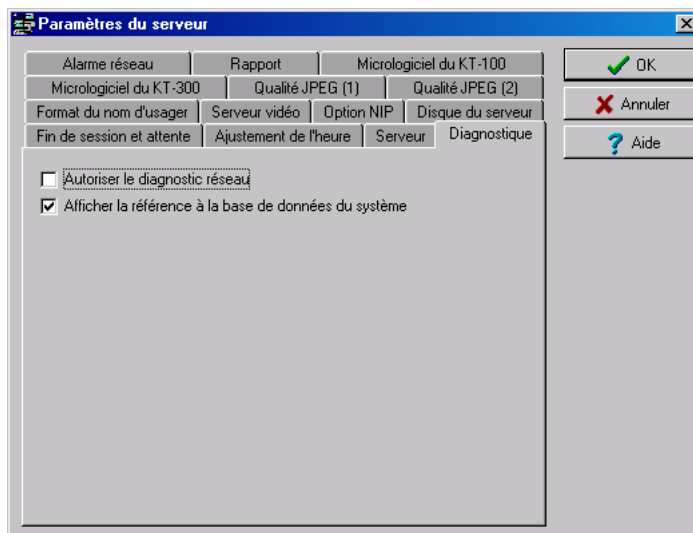 Paramètres du serveur
Alarme réseau Rapport Micrologiciel du KT-100
Micrologiciel du KT-300 Qualité JPEG (1) Qualité JPEG (2)
Format du nom d'usager Serveur vidéo Option NIP Disque du serveur
Fin de session et attente Ajustement de l'heure Serveur Diagnostique
Autoriser le diagnostic réseau
Afficher la référence à la base de données du système
OK
Annuler
Aide